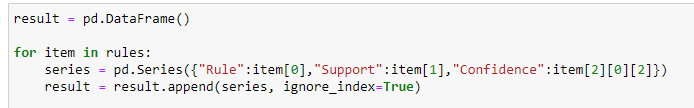 result = pd.DataFrame()
for item in rules:
    series = pd.Series({"Rule":item[0],"Support":item[1],"Confidence":item[2][0][2]})
    result = result.append(series, ignore_index=True)